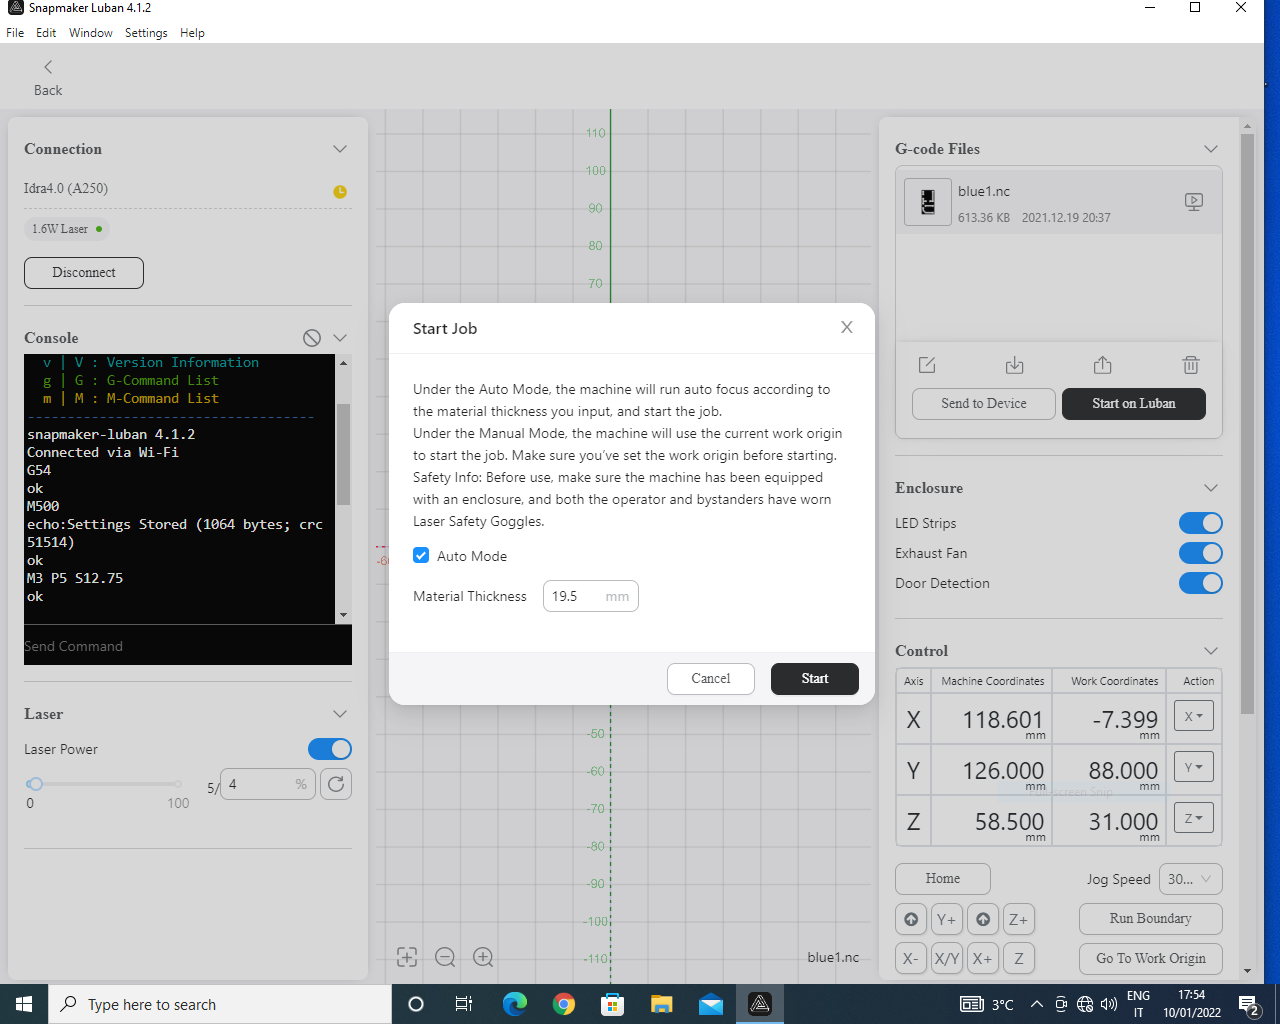 Snapmaker Luban 4.1.2
File Edit Window Settings Help
Back
Connection
Idra4.0 (A250)
1.6W Laser
Disconnect
Console
v | V : Version Information
g | G : G-Command List
m | M : M-Command List
------------------------------------
snapmaker-luban 4.1.2
Connected via Wi-Fi
G54
ok
M500
echo:Settings Stored (1064 bytes; crc
51514)
ok
M3 P5 S12.75
ok
Send Command
Laser
Laser Power
5/ 4 %
0 100
110
100
90
80
70
-50
-60
-70
-80
-90
-100
-110
blue1.nc
Start Job
X
Under the Auto Mode, the machine will run auto focus according to
the material thickness you input, and start the job.
Under the Manual Mode, the machine will use the current work origin
to start the job. Make sure you've set the work origin before starting.
Safety Info: Before use, make sure the machine has been equipped
with an enclosure, and both the operator and bystanders have worn
Laser Safety Goggles.
Auto Mode
Material Thickness 19.5 mm
Cancel Start
G-code Files
blue1.nc
613.36 KB 2021.12.19 20:37
Send to Device Start on Luban
Enclosure
LED Strips
Exhaust Fan
Door Detection
Control
Axis Machine Coordinates Work Coordinates Action
X 118.601 mm -7.399 mm X
Y 126.000 mm 88.000 mm Y
Full-screen Snip
Z 58.500 mm 31.000 mm Z
Home Jog Speed 30...
Y+ Z+ Run Boundary
X- X/Y X+ Z Go To Work Origin
Type here to search
3°C
ENG
IT
17:54
10/01/2022
2